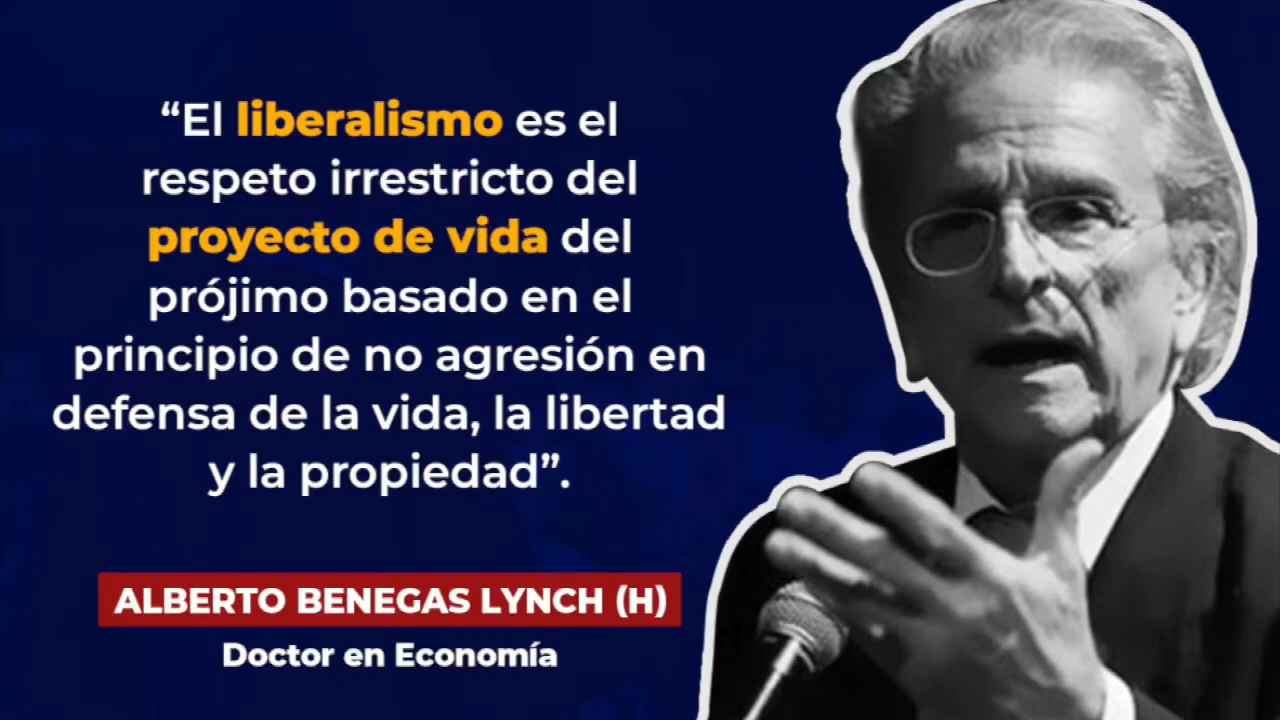 “El liberalismo es el
respeto irrestricto del
proyecto de vida del
prójimo basado en el
principio de no agresión en
defensa de la vida, la libertad
y la propiedad”.
ALBERTO BENEGAS LYNCH (H)
Doctor en Economía